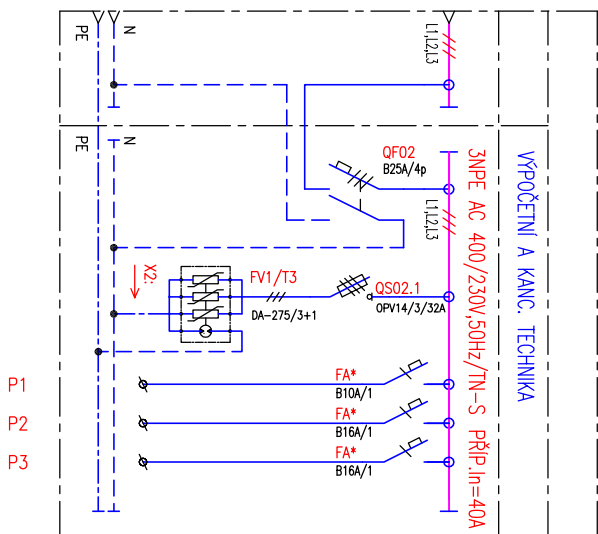 PE
N
L1,L2,L3
PE
N
QF02
B25A/4p
L1,L2,L3
3NPE AC 400/230V,50Hz/TN-S PŘÍP.In=40A
VÝPOČETNÍ A KANC. TECHNIKA
X2:
FV1/T3
DA-275/3+1
QS02.1
OPV14/3/32A
P1
FA*
B10A/1
P2
FA*
B16A/1
P3
FA*
B16A/1